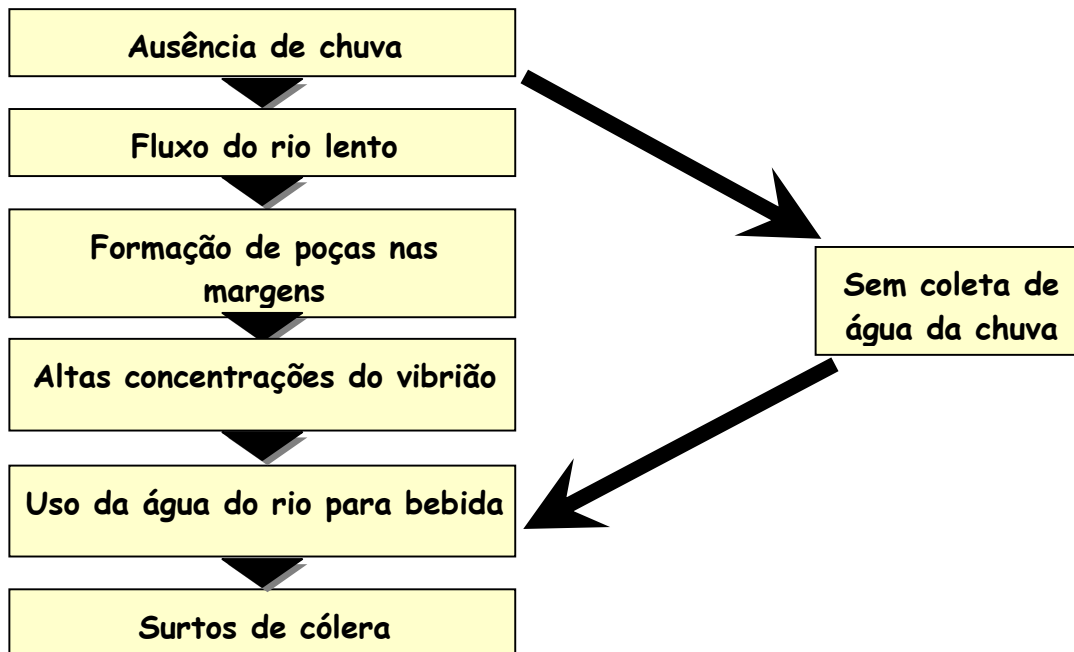 Ausência de chuva
Fluxo do rio lento
Formação de poças nas
margens
Altas concentrações do vibrião
Uso da água do rio para bebida
Surtos de cólera
Sem coleta de
água da chuva